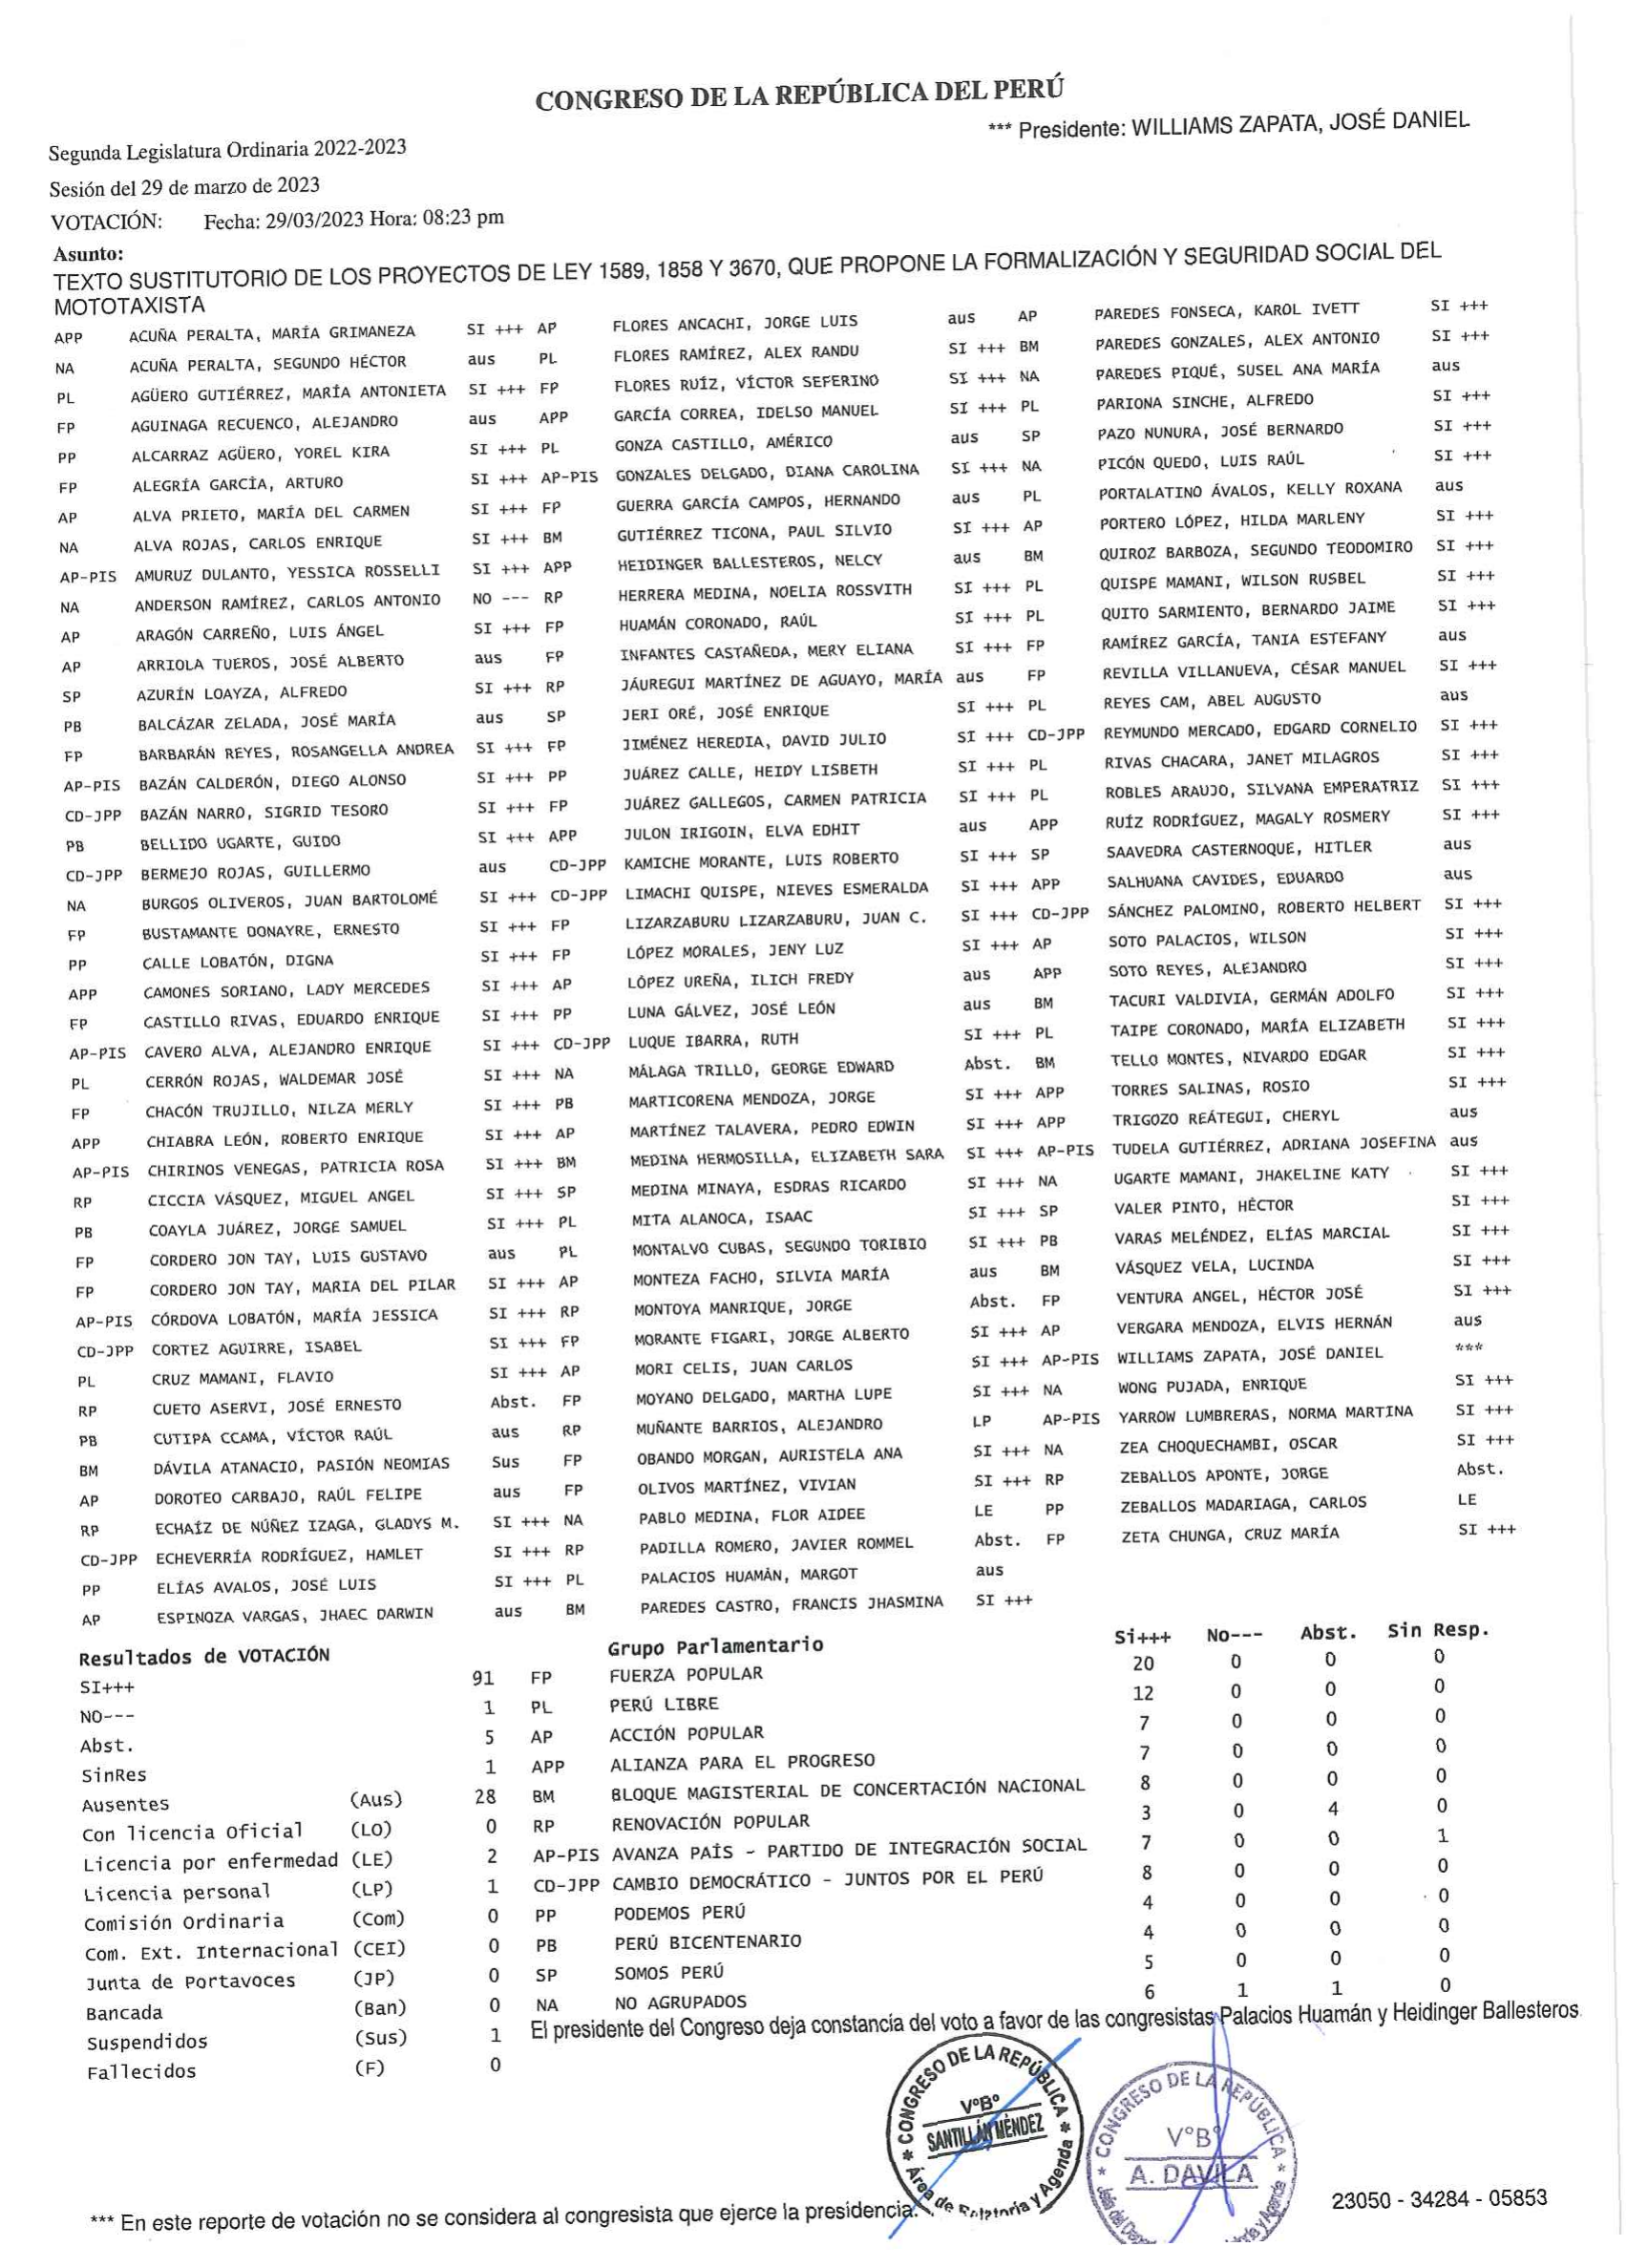 CONGRESO DE LA REPÚBLICA DEL PERÚ
*** Presidente: WILLIAMS ZAPATA, JOSÉ DANIEL
Segunda Legislatura Ordinaria 2022-2023
Sesión del 29 de marzo de 2023
VOTACIÓN: Fecha: 29/03/2023 Hora: 08:23 pm
Asunto:
TEXTO SUSTITUTORIO DE LOS PROYECTOS DE LEY 1589, 1858 Y 3670, QUE PROPONE LA FORMALIZACIÓN Y SEGURIDAD SOCIAL DEL
MOTOTAXISTA
APP ACUÑA PERALTA, MARÍA GRIMANEZA SI +++ AP FLORES ANCACHI, JORGE LUIS aus AP PAREDES FONSECA, KAROL IVETT SI +++
NA ACUÑA PERALTA, SEGUNDO HÉCTOR aus PL FLORES RAMÍREZ, ALEX RANDU SI +++ BM PAREDES GONZALES, ALEX ANTONIO SI +++
PL AGÜERO GUTIÉRREZ, MARÍA ANTONIETA SI +++ FP FLORES RUÍZ, VÍCTOR SEFERINO SI +++ NA PAREDES PIQUÉ, SUSEL ANA MARÍA aus
FP AGUINAGA RECUENCO, ALEJANDRO aus APP GARCÍA CORREA, IDELSO MANUEL SI +++ PL PARIONA SINCHE, ALFREDO SI +++
PP ALCARRAZ AGÜERO, YOREL KIRA SI +++ PL GONZA CASTILLO, AMÉRICO aus SP PAZO NUNURA, JOSÉ BERNARDO SI +++
FP ALEGRÍA GARCÍA, ARTURO SI +++ AP-PIS GONZALES DELGADO, DIANA CAROLINA SI +++ NA PICÓN QUEDO, LUIS RAÚL SI +++
AP ALVA PRIETO, MARÍA DEL CARMEN SI +++ FP GUERRA GARCÍA CAMPOS, HERNANDO aus PL PORTALATINO ÁVALOS, KELLY ROXANA aus
NA ALVA ROJAS, CARLOS ENRIQUE SI +++ BM GUTIÉRREZ TICONA, PAUL SILVIO SI +++ AP PORTERO LÓPEZ, HILDA MARLENY SI +++
AP-PIS AMURUZ DULANTO, YESSICA ROSSELLI SI +++ APP HEIDINGER BALLESTEROS, NELCY aus BM QUIROZ BARBOZA, SEGUNDO TEODOMIRO SI +++
NA ANDERSON RAMÍREZ, CARLOS ANTONIO NO --- RP HERRERA MEDINA, NOELIA ROSSVITH SI +++ PL QUISPE MAMANI, WILSON RUSBEL SI +++
AP ARAGÓN CARREÑO, LUIS ÁNGEL SI +++ FP HUAMÁN CORONADO, RAÚL SI +++ PL QUITO SARMIENTO, BERNARDO JAIME SI +++
AP ARRIOLA TUEROS, JOSÉ ALBERTO aus FP INFANTES CASTAÑEDA, MERY ELIANA SI +++ FP RAMÍREZ GARCÍA, TANIA ESTEFANY aus
SP AZURÍN LOAYZA, ALFREDO SI +++ RP JÁUREGUI MARTÍNEZ DE AGUAYO, MARÍA aus FP REVILLA VILLANUEVA, CÉSAR MANUEL SI +++
PB BALCÁZAR ZELADA, JOSÉ MARÍA aus SP JERI ORÉ, JOSÉ ENRIQUE SI +++ PL REYES CAM, ABEL AUGUSTO aus
FP BARBARÁN REYES, ROSANGELLA ANDREA SI +++ FP JIMÉNEZ HEREDIA, DAVID JULIO SI +++ CD-JPP REYMUNDO MERCADO, EDGARD CORNELIO SI +++
AP-PIS BAZÁN CALDERÓN, DIEGO ALONSO SI +++ PP JUÁREZ CALLE, HEIDY LISBETH SI +++ PL RIVAS CHACARA, JANET MILAGROS SI +++
CD-JPP BAZÁN NARRO, SIGRID TESORO SI +++ FP JUÁREZ GALLEGOS, CARMEN PATRICIA SI +++ PL ROBLES ARAUJO, SILVANA EMPERATRIZ SI +++
PB BELLIDO UGARTE, GUIDO SI +++ APP JULON IRIGOIN, ELVA EDHIT aus APP RUÍZ RODRÍGUEZ, MAGALY ROSMERY SI +++
CD-JPP BERMEJO ROJAS, GUILLERMO aus CD-JPP KAMICHE MORANTE, LUIS ROBERTO SI +++ SP SAAVEDRA CASTERNOQUE, HITLER aus
NA BURGOS OLIVEROS, JUAN BARTOLOMÉ SI +++ CD-JPP LIMACHI QUISPE, NIEVES ESMERALDA SI +++ APP SALHUANA CAVIDES, EDUARDO aus
FP BUSTAMANTE DONAYRE, ERNESTO SI +++ FP LIZARZABURU LIZARZABURU, JUAN C. SI +++ CD-JPP SÁNCHEZ PALOMINO, ROBERTO HELBERT SI +++
PP CALLE LOBATÓN, DIGNA SI +++ FP LÓPEZ MORALES, JENY LUZ SI +++ AP SOTO PALACIOS, WILSON SI +++
APP CAMONES SORIANO, LADY MERCEDES SI +++ AP LÓPEZ UREÑA, ILICH FREDY aus APP SOTO REYES, ALEJANDRO SI +++
FP CASTILLO RIVAS, EDUARDO ENRIQUE SI +++ PP LUNA GÁLVEZ, JOSÉ LEÓN aus BM TACURI VALDIVIA, GERMÁN ADOLFO SI +++
AP-PIS CAVERO ALVA, ALEJANDRO ENRIQUE SI +++ CD-JPP LUQUE IBARRA, RUTH SI +++ PL TAIPE CORONADO, MARÍA ELIZABETH SI +++
PL CERRÓN ROJAS, WALDEMAR JOSÉ SI +++ NA MÁLAGA TRILLO, GEORGE EDWARD Abst. BM TELLO MONTES, NIVARDO EDGAR SI +++
FP CHACÓN TRUJILLO, NILZA MERLY SI +++ PB MARTICORENA MENDOZA, JORGE SI +++ APP TORRES SALINAS, ROSIO SI +++
APP CHIABRA LEÓN, ROBERTO ENRIQUE SI +++ AP MARTÍNEZ TALAVERA, PEDRO EDWIN SI +++ APP TRIGOZO REÁTEGUI, CHERYL aus
AP-PIS CHIRINOS VENEGAS, PATRICIA ROSA SI +++ BM MEDINA HERMOSILLA, ELIZABETH SARA SI +++ AP-PIS TUDELA GUTIÉRREZ, ADRIANA JOSEFINA aus
RP CICCIA VÁSQUEZ, MIGUEL ANGEL SI +++ SP MEDINA MINAYA, ESDRAS RICARDO SI +++ NA UGARTE MAMANI, JHAKELINE KATY SI +++
PB COAYLA JUÁREZ, JORGE SAMUEL SI +++ PL MITA ALANOCA, ISAAC SI +++ SP VALER PINTO, HÉCTOR SI +++
FP CORDERO JON TAY, LUIS GUSTAVO aus PL MONTALVO CUBAS, SEGUNDO TORIBIO SI +++ PB VARAS MELÉNDEZ, ELÍAS MARCIAL SI +++
FP CORDERO JON TAY, MARIA DEL PILAR SI +++ AP MONTEZA FACHO, SILVIA MARÍA aus BM VÁSQUEZ VELA, LUCINDA SI +++
AP-PIS CÓRDOVA LOBATÓN, MARÍA JESSICA SI +++ RP MONTOYA MANRIQUE, JORGE Abst. FP VENTURA ANGEL, HÉCTOR JOSÉ SI +++
CD-JPP CORTEZ AGUIRRE, ISABEL SI +++ FP MORANTE FIGARI, JORGE ALBERTO SI +++ AP VERGARA MENDOZA, ELVIS HERNÁN aus
PL CRUZ MAMANI, FLAVIO SI +++ AP MORI CELIS, JUAN CARLOS SI +++ AP-PIS WILLIAMS ZAPATA, JOSÉ DANIEL ***
RP CUETO ASERVI, JOSÉ ERNESTO Abst. FP MOYANO DELGADO, MARTHA LUPE SI +++ NA WONG PUJADA, ENRIQUE SI +++
PB CUTIPA CCAMA, VÍCTOR RAÚL aus RP MUÑANTE BARRIOS, ALEJANDRO LP AP-PIS YARROW LUMBRERAS, NORMA MARTINA SI +++
BM DÁVILA ATANACIO, PASIÓN NEOMIAS Sus FP OBANDO MORGAN, AURISTELA ANA SI +++ NA ZEA CHOQUECHAMBI, OSCAR SI +++
AP DOROTEO CARBAJO, RAÚL FELIPE aus FP OLIVOS MARTÍNEZ, VIVIAN SI +++ RP ZEBALLOS APONTE, JORGE Abst.
RP ECHAÍZ DE NÚÑEZ IZAGA, GLADYS M. SI +++ NA PABLO MEDINA, FLOR AIDEE LE PP ZEBALLOS MADARIAGA, CARLOS LE
CD-JPP ECHEVERRÍA RODRÍGUEZ, HAMLET SI +++ RP PADILLA ROMERO, JAVIER ROMMEL Abst. FP ZETA CHUNGA, CRUZ MARÍA SI +++
PP ELÍAS AVALOS, JOSÉ LUIS SI +++ PL PALACIOS HUAMÁN, MARGOT aus
AP ESPINOZA VARGAS, JHAEC DARWIN aus BM PAREDES CASTRO, FRANCIS JHASMINA SI +++
Resultados de VOTACIÓN Grupo Parlamentario Si+++ No--- Abst. Sin Resp.
SI+++ 91 FP FUERZA POPULAR 20 0 0 0
NO--- 1 PL PERÚ LIBRE 12 0 0 0
Abst. 5 AP ACCIÓN POPULAR 7 0 0 0
SinRes 1 APP ALIANZA PARA EL PROGRESO 7 0 0 0
Ausentes (Aus) 28 BM BLOQUE MAGISTERIAL DE CONCERTACIÓN NACIONAL 8 0 0 0
Con licencia Oficial (LO) 0 RP RENOVACIÓN POPULAR 3 0 4 0
Licencia por enfermedad (LE) 2 AP-PIS AVANZA PAÍS - PARTIDO DE INTEGRACIÓN SOCIAL 7 0 0 1
Licencia personal (LP) 1 CD-JPP CAMBIO DEMOCRÁTICO - JUNTOS POR EL PERÚ 8 0 0 0
Comisión Ordinaria (Com) 0 PP PODEMOS PERÚ 4 0 0 0
Com. Ext. Internacional (CEI) 0 PB PERÚ BICENTENARIO 4 0 0 0
Junta de Portavoces (JP) 0 SP SOMOS PERÚ 5 0 0 0
Bancada (Ban) 0 NA NO AGRUPADOS 6 1 1 0
Suspendidos (Sus) 1 El presidente del Congreso deja constancia del voto a favor de las congresistas Palacios Huamán y Heidinger Ballesteros
Fallecidos (F) 0
CONGRESO DE LA REPÚBLICA
V°B°
SANTILLÁN MÉNDEZ
Área de Relatoría y Agenda
CONGRESO DE LA REPÚBLICA
V°B°
A. DAVILA
*** En este reporte de votación no se considera al congresista que ejerce la presidencia.
23050 - 34284 - 05853